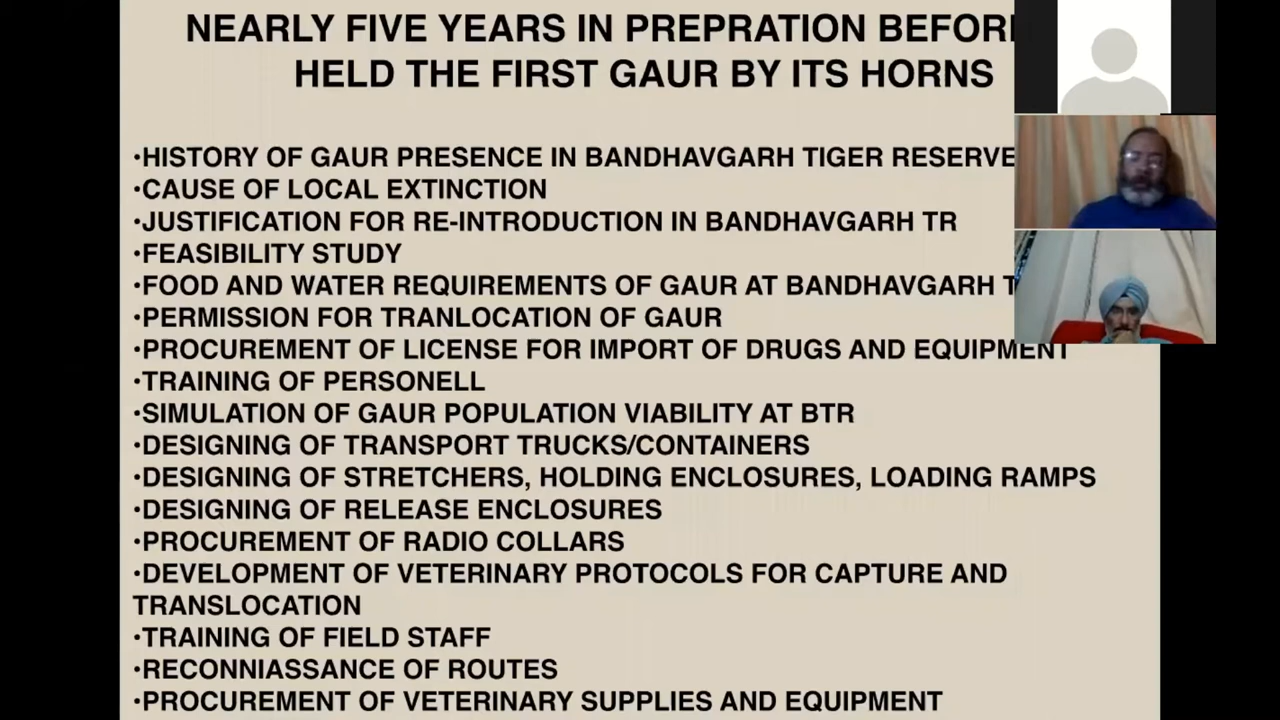 NEARLY FIVE YEARS IN PREPRATION
HELD THE FIRST GAUR BY ITS HORNS
•HISTORY OF GAUR PRESENCE IN BANDHAVGARH TIGER RESERVE
•CAUSE OF LOCAL EXTINCTION
•JUSTIFICATION FOR RE-INTRODUCTION IN BANDHAVGARH TR
•FEASIBILITY STUDY
•FOOD AND WATER REQUIREMENTS OF GAUR AT BANDHAVGARH
•PERMISSION FOR TRANLOCATION OF GAUR
•PROCUREMENT OF LICENSE FOR IMPORT OF DRUGS AND EQUIPMENT
•TRAINING OF PERSONELL
•SIMULATION OF GAUR POPULATION VIABILITY AT BTR
•DESIGNING OF TRANSPORT TRUCKS/CONTAINERS
•DESIGNING OF STRETCHERS, HOLDING ENCLOSURES, LOADING RAMPS
•DESIGNING OF RELEASE ENCLOSURES
•PROCUREMENT OF RADIO COLLARS
•DEVELOPMENT OF VETERINARY PROTOCOLS FOR CAPTURE AND
TRANSLOCATION
•TRAINING OF FIELD STAFF
•RECONNIASSANCE OF ROUTES
•PROCUREMENT OF VETERINARY SUPPLIES AND EQUIPMENT